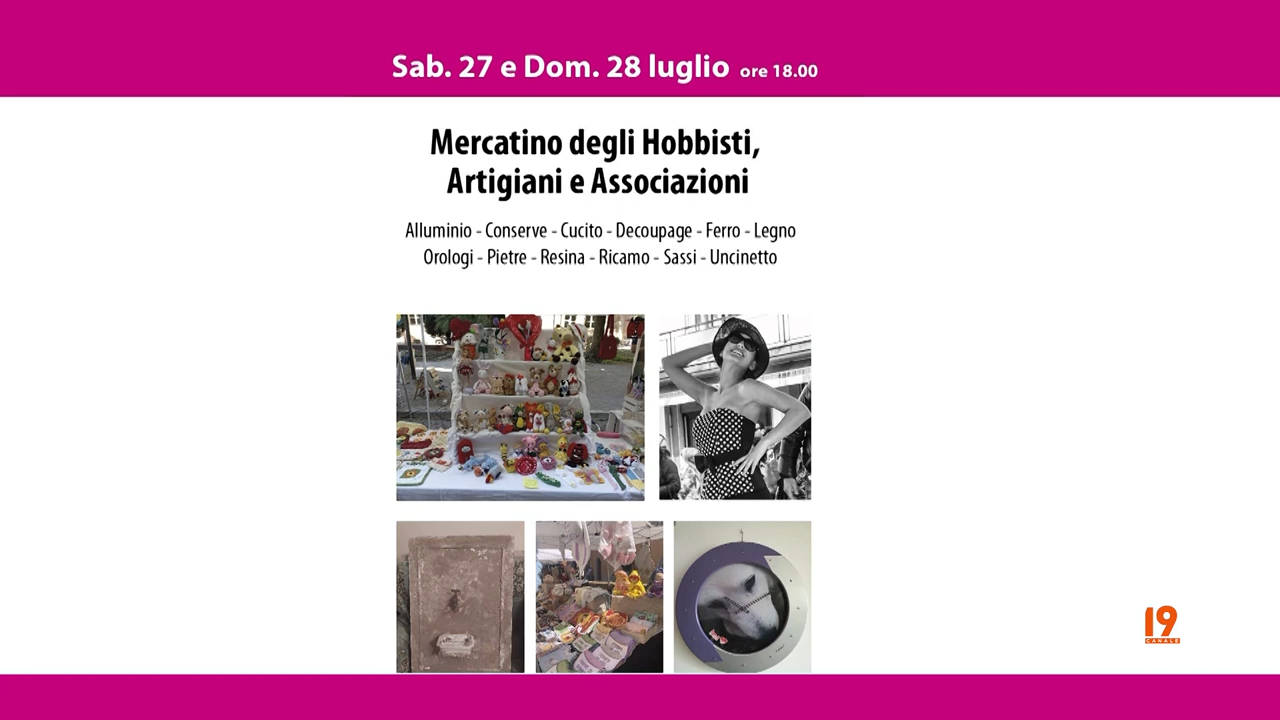 Sab. 27 e Dom. 28 luglio ore 18.00
Mercatino degli Hobbisti,
Artigiani e Associazioni
Alluminio - Conserve - Cucito - Decoupage - Ferro - Legno
Orologi - Pietre - Resina - Ricamo - Sassi - Uncinetto
19
CANALE